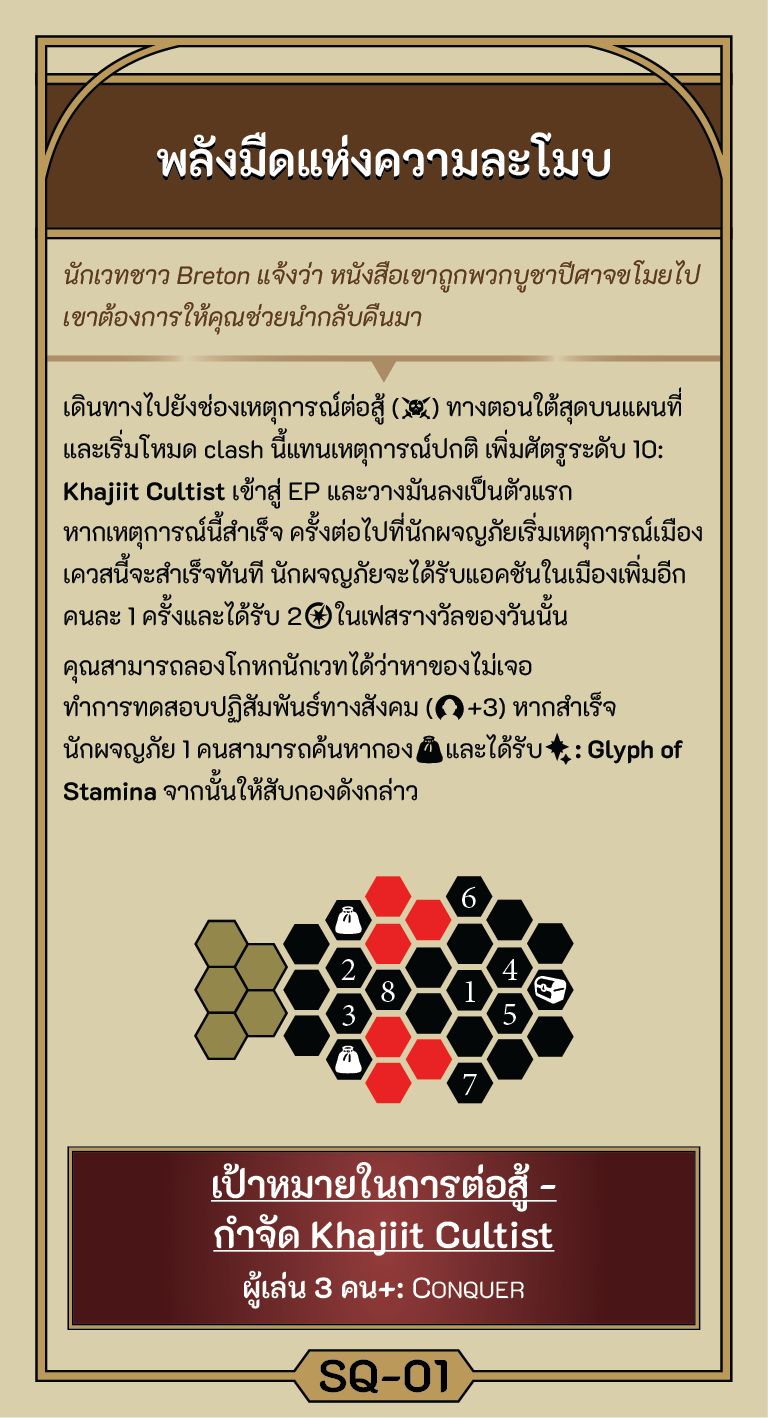 พลังมืดแห่งความละโมบ
นักเวทชาว Breton แจ้งว่า หนังสือเขาถูกพวกบูชาปีศาจขโมยไป
เขาต้องการให้คุณช่วยนำกลับคืนมา
เดินทางไปยังช่องเหตุการณ์ต่อสู้ () ทางตอนใต้สุดบนแผนที่
และเริ่มโหมด clash นี้แทนเหตุการณ์ปกติ เพิ่มศัตรูระดับ 10:
Khajiit Cultist เข้าสู่ EP และวางมันลงเป็นตัวแรก
หากเหตุการณ์นี้สำเร็จ ครั้งต่อไปที่นักผจญภัยเริ่มเหตุการณ์เมือง
เควสนี้จะสำเร็จทันที นักผจญภัยจะได้รับแอคชันในเมืองเพิ่มอีก
คนละ 1 ครั้งและได้รับ 2 ในเฟสรางวัลของวันนั้น
คุณสามารถลองโกหกนักเวทได้ว่าหาของไม่เจอ
ทำการทดสอบปฏิสัมพันธ์ทางสังคม (+3) หากสำเร็จ
นักผจญภัย 1 คนสามารถค้นหากอง และได้รับ : Glyph of
Stamina จากนั้นให้สับกองดังกล่าว
6
2 4
8 1
3 5
7
เป้าหมายในการต่อสู้ -
กำจัด Khajiit Cultist
ผู้เล่น 3 คน+: CONQUER
SQ-01